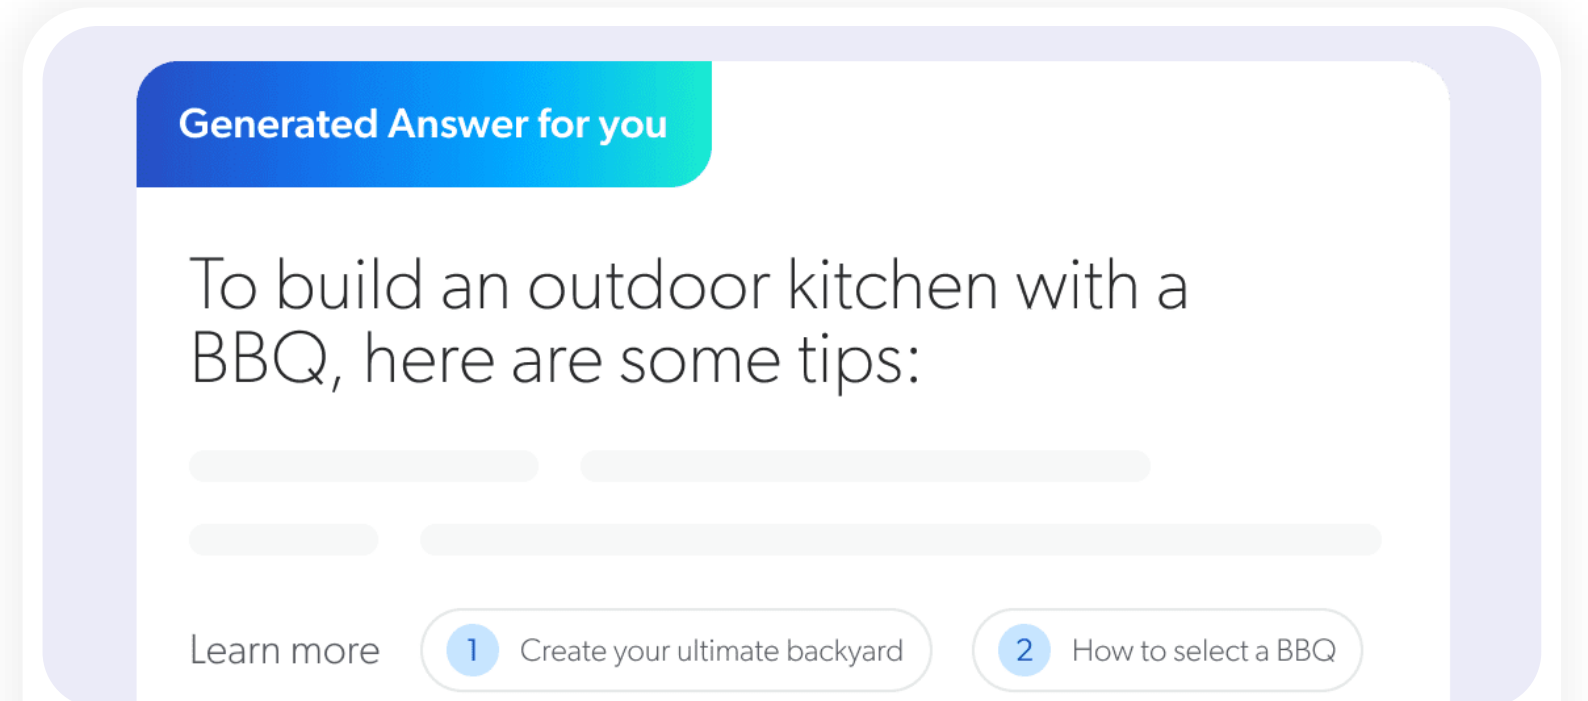 Generated Answer for you
To build an outdoor kitchen with a
BBQ, here are some tips:
Learn more 1 Create your ultimate backyard 2 How to select a BBQ